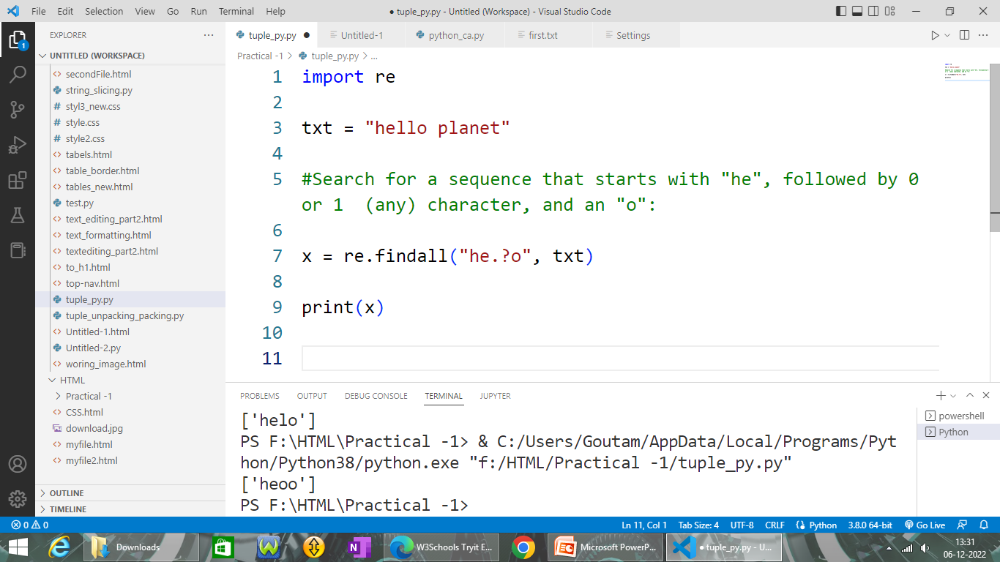 File Edit Selection View Go Run Terminal Help
● tuple_py.py - Untitled (Workspace) - Visual Studio Code
EXPLORER
1
UNTITLED (WORKSPACE)
secondFile.html
string_slicing.py
styl3_new.css
style.css
style2.css
tabels.html
table_border.html
tables_new.html
test.py
text_editing_part2.html
text_formatting.html
textediting_part2.html
to_h1.html
top-nav.html
tuple_py.py
tuple_unpacking_packing.py
Untitled-1.html
Untitled-2.py
woring_image.html
HTML
Practical -1
CSS.html
download.jpg
myfile.html
myfile2.html
OUTLINE
TIMELINE
tuple_py.py ● Untitled-1 python_ca.py first.txt Settings
Practical -1 > tuple_py.py > ...
1 import re
2
3 txt = "hello planet"
4
5 #Search for a sequence that starts with "he", followed by 0
or 1  (any) character, and an "o":
6
7 x = re.findall("he.?o", txt)
8
9 print(x)
10
11
PROBLEMS OUTPUT DEBUG CONSOLE TERMINAL JUPYTER
['helo']
PS F:\HTML\Practical -1> & C:/Users/Goutam/AppData/Local/Programs/Pyt
hon/Python38/python.exe "f:/HTML/Practical -1/tuple_py.py"
['heoo']
PS F:\HTML\Practical -1>
powershell
Python
0 0 Ln 11, Col 1 Tab Size: 4 UTF-8 CRLF Python 3.8.0 64-bit Go Live
Downloads W3Schools Tryit E... Microsoft PowerP... ● tuple_py.py - U...
13:31
06-12-2022